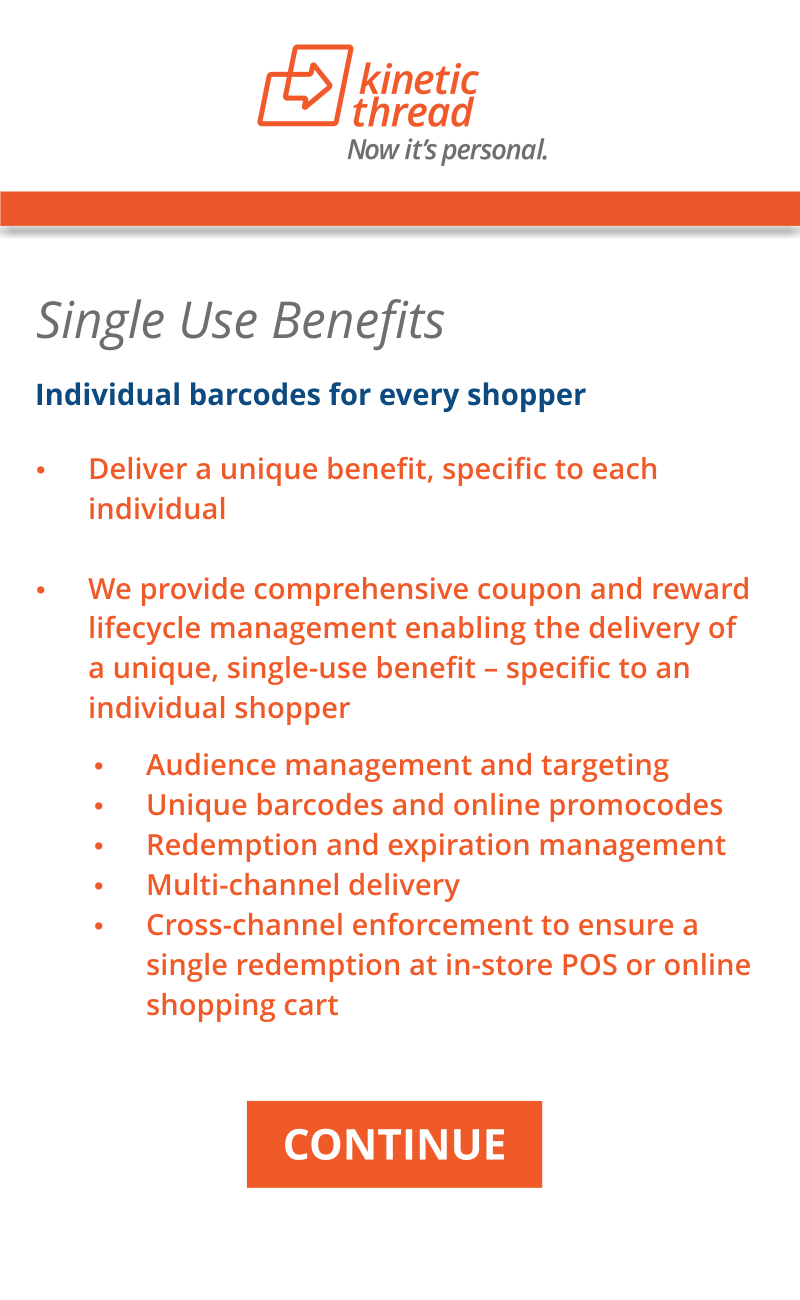 kinetic
thread
Now it's personal.
Single Use Benefits
Individual barcodes for every shopper
• Deliver a unique benefit, specific to each
individual
• We provide comprehensive coupon and reward
lifecycle management enabling the delivery of
a unique, single-use benefit – specific to an
individual shopper
• Audience management and targeting
• Unique barcodes and online promocodes
• Redemption and expiration management
• Multi-channel delivery
• Cross-channel enforcement to ensure a
single redemption at in-store POS or online
shopping cart
CONTINUE